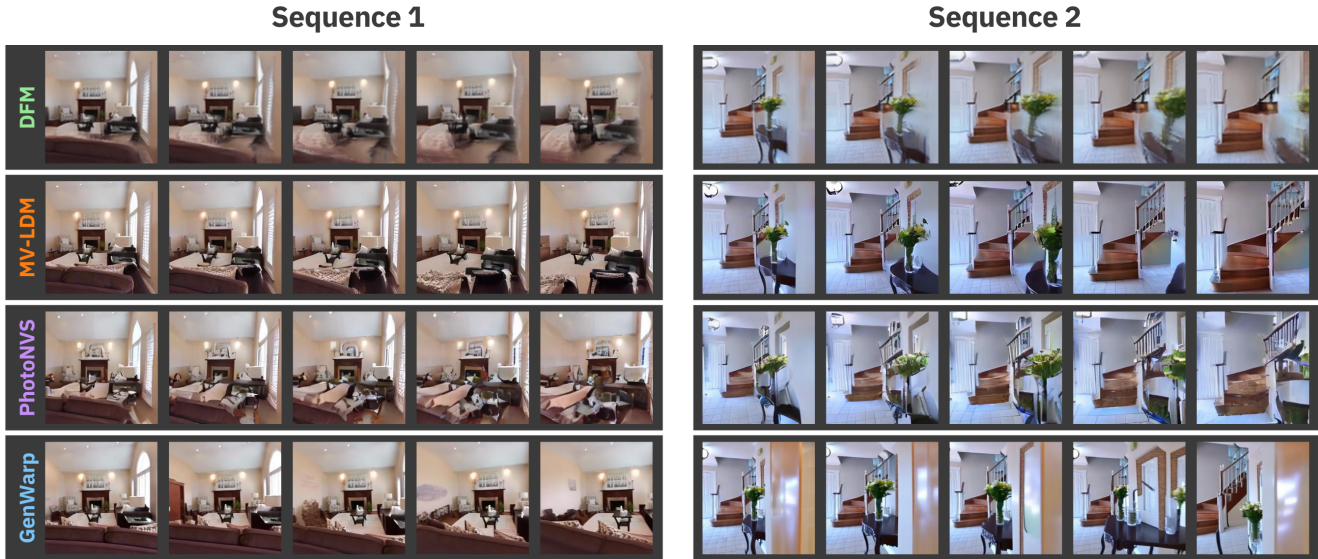 Sequence 1
Sequence 2
DFM
MV-LDM
PhotoNVS
GenWarp